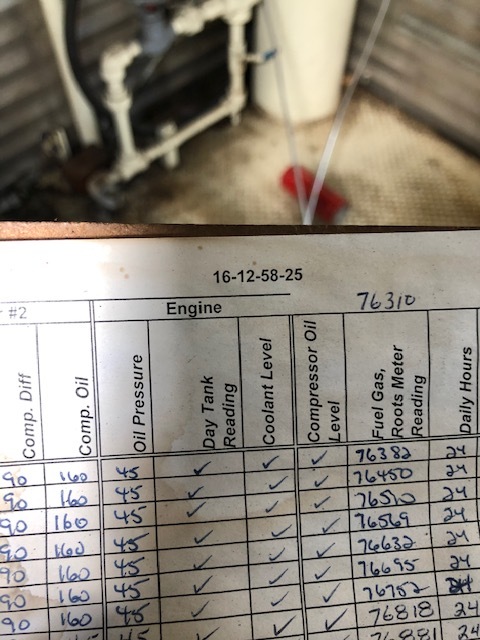 16-12-58-25
#2 Engine 76310
Comp. Diff Comp. Oil Oil Pressure Day Tank Reading Coolant Level Compressor Oil Level Fuel Gas, Roots Meter Reading Daily Hours
90 160 45 ✓ ✓ ✓ 76382 24
90 160 45 ✓ ✓ ✓ 76450 24
90 160 45 ✓ ✓ ✓ 76510 24
90 160 45 ✓ ✓ ✓ 76569 24
90 160 45 ✓ ✓ ✓ 76632 24
90 160 45 ✓ ✓ ✓ 76695 24
90 160 45 ✓ ✓ ✓ 76752 24
90 160 45 ✓ ✓ ✓ 76818 24
45 ✓ ✓ ✓ 76881 24